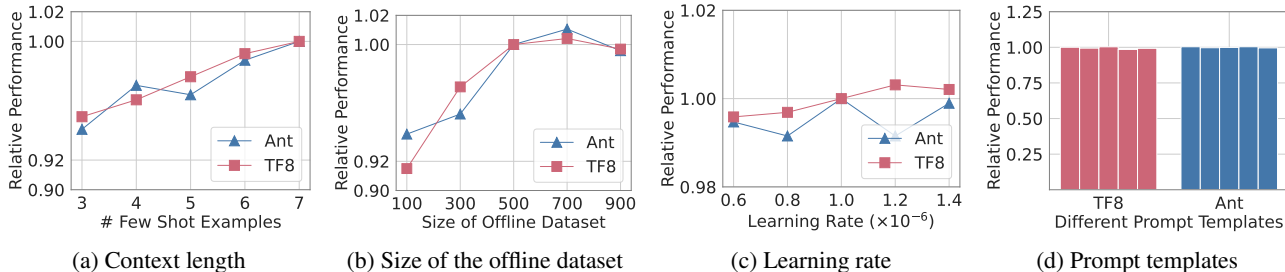 Relative Performance
1.02
1.00
0.92
0.90
3 4 5 6 7
# Few Shot Examples
Ant
TF8
(a) Context length
Relative Performance
1.02
1.00
0.92
0.90
100 300 500 700 900
Size of Offline Dataset
Ant
TF8
(b) Size of the offline dataset
Relative Performance
1.02
1.00
0.98
0.6 0.8 1.0 1.2 1.4
Learning Rate (×10⁻⁶)
Ant
TF8
(c) Learning rate
Relative Performance
1.25
1.00
0.75
0.50
0.25
TF8 Ant
Different Prompt Templates
(d) Prompt templates